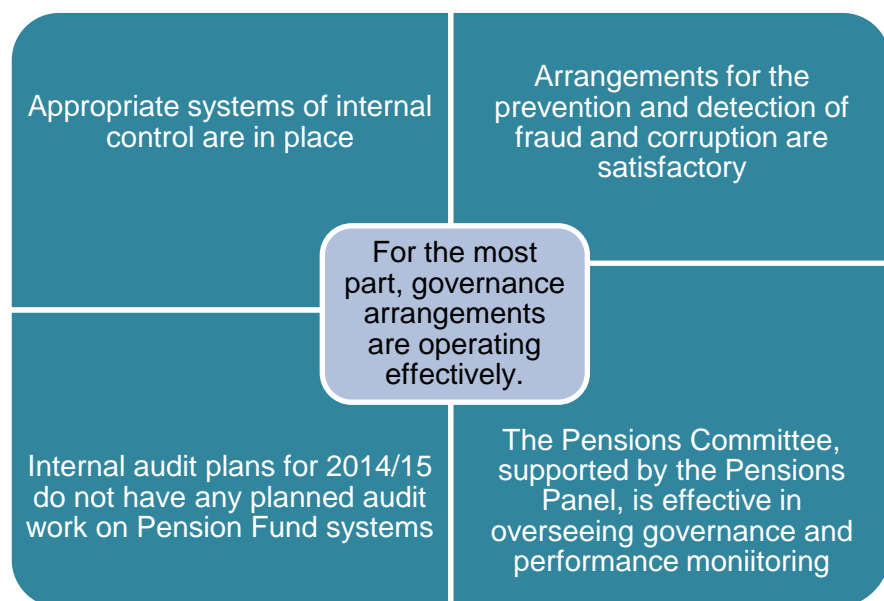 Appropriate systems of internal
control are in place
Arrangements for the
prevention and detection of
fraud and corruption are
satisfactory
For the most
part, governance
arrangements
are operating
effectively.
Internal audit plans for 2014/15
do not have any planned audit
work on Pension Fund systems
The Pensions Committee,
supported by the Pensions
Panel, is effective in
overseeing governance and
performance moniitoring